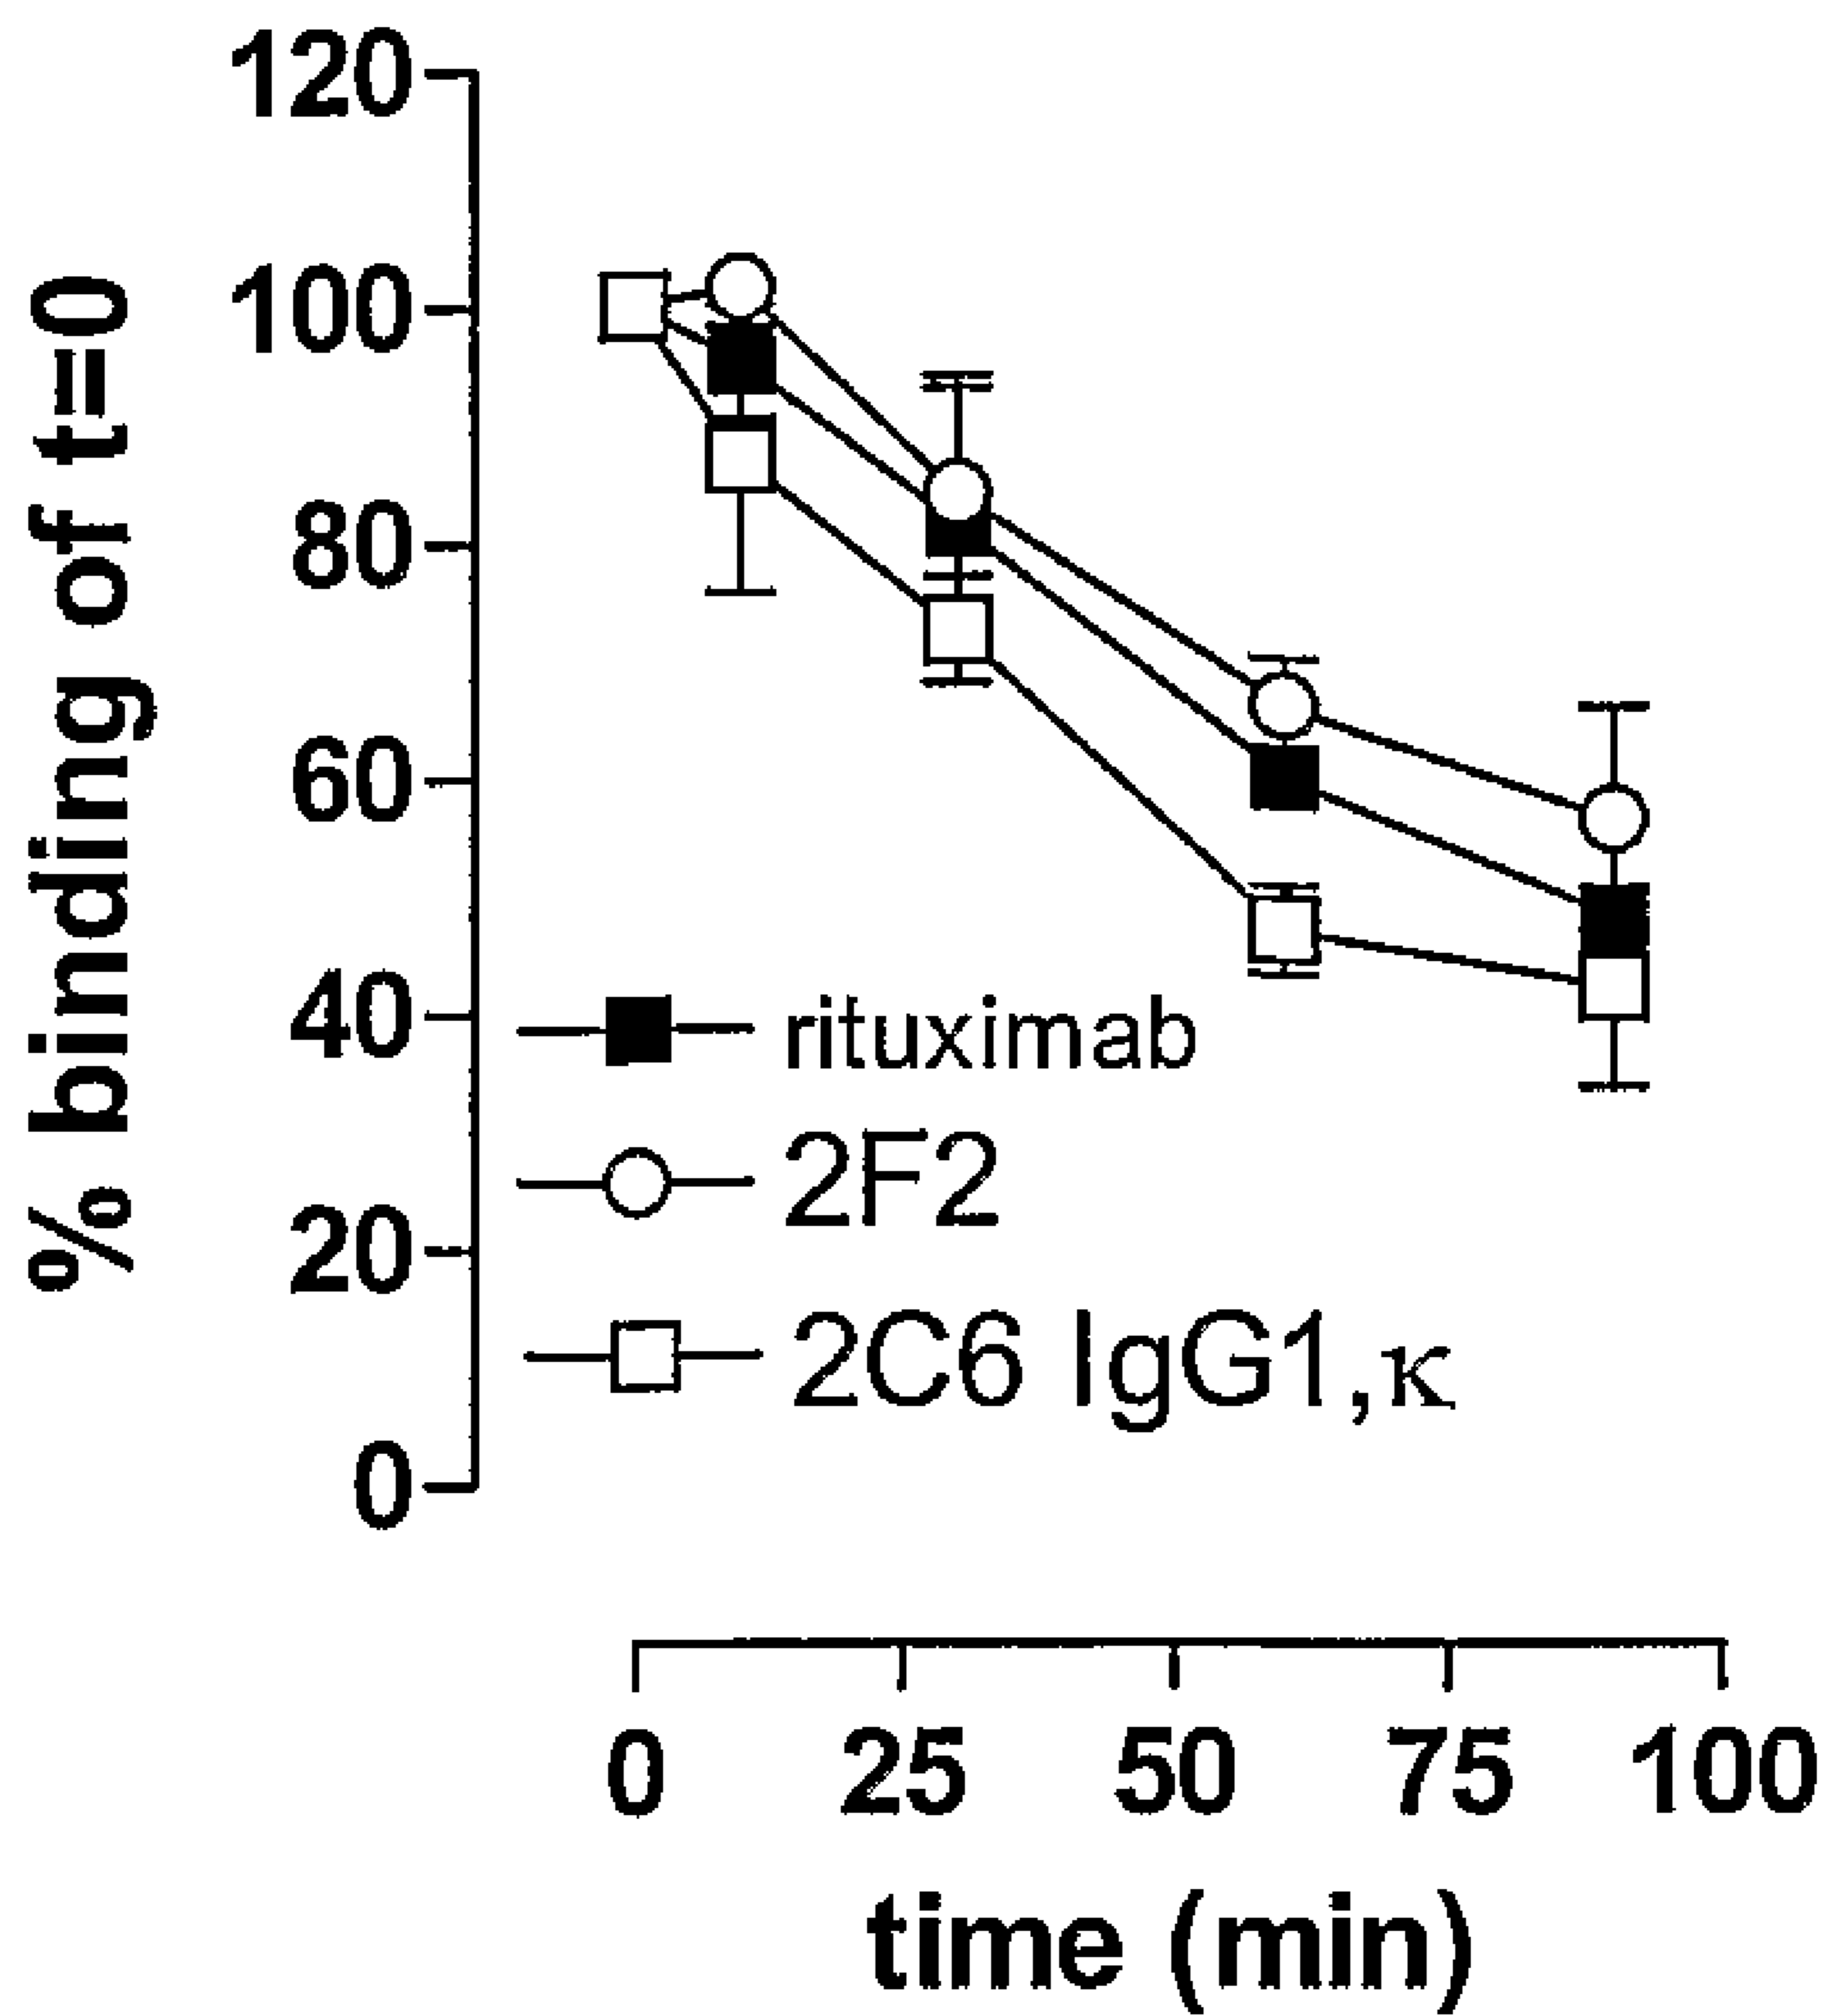 % binding of t=0
120
100
80
60
40
20
0
rituximab
2F2
2C6 IgG1,κ
0 25 50 75 100
time (min)